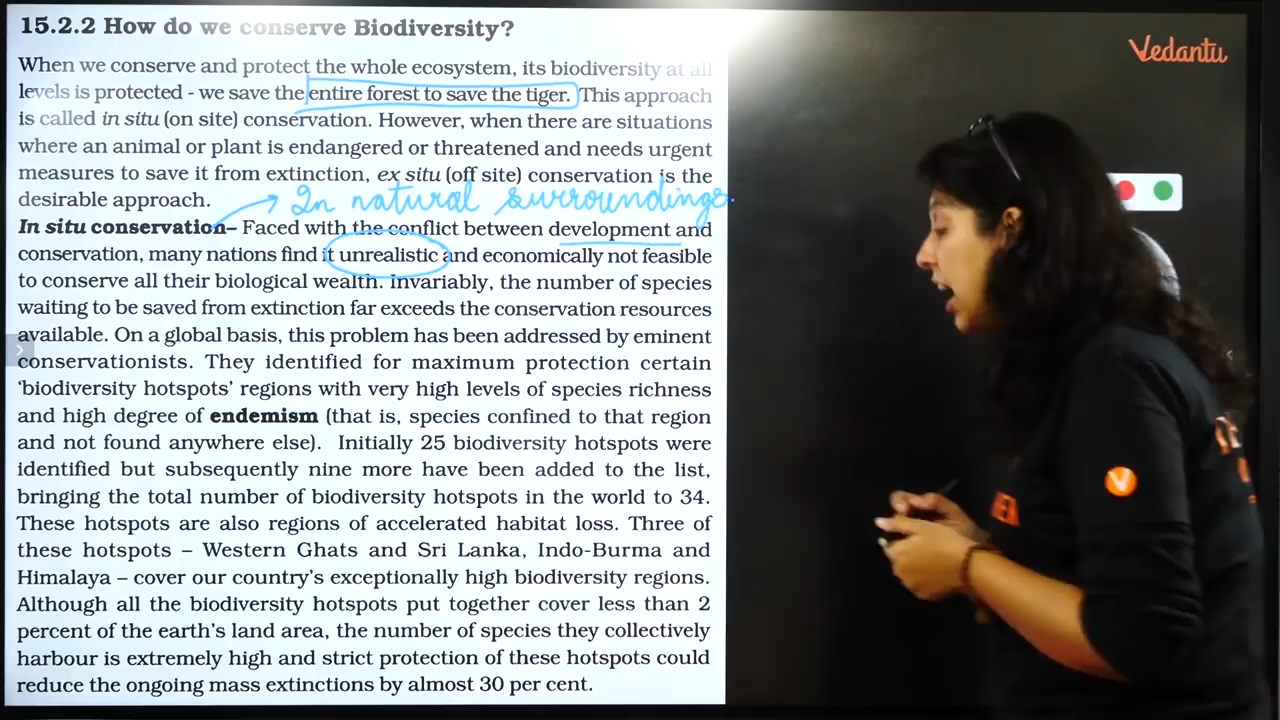 15.2.2 How do we conserve Biodiversity?
Vedantu
When we conserve and protect the whole ecosystem, its biodiversity at all
levels is protected - we save the entire forest to save the tiger. This approach
is called in situ (on site) conservation. However, when there are situations
where an animal or plant is endangered or threatened and needs urgent
measures to save it from extinction, ex situ (off site) conservation is the
desirable approach.
In natural surroundings.
In situ conservation– Faced with the conflict between development and
conservation, many nations find it unrealistic and economically not feasible
to conserve all their biological wealth. Invariably, the number of species
waiting to be saved from extinction far exceeds the conservation resources
available. On a global basis, this problem has been addressed by eminent
conservationists. They identified for maximum protection certain
‘biodiversity hotspots’ regions with very high levels of species richness
and high degree of endemism (that is, species confined to that region
and not found anywhere else). Initially 25 biodiversity hotspots were
identified but subsequently nine more have been added to the list,
bringing the total number of biodiversity hotspots in the world to 34.
These hotspots are also regions of accelerated habitat loss. Three of
these hotspots – Western Ghats and Sri Lanka, Indo-Burma and
Himalaya – cover our country’s exceptionally high biodiversity regions.
Although all the biodiversity hotspots put together cover less than 2
percent of the earth’s land area, the number of species they collectively
harbour is extremely high and strict protection of these hotspots could
reduce the ongoing mass extinctions by almost 30 per cent.
V